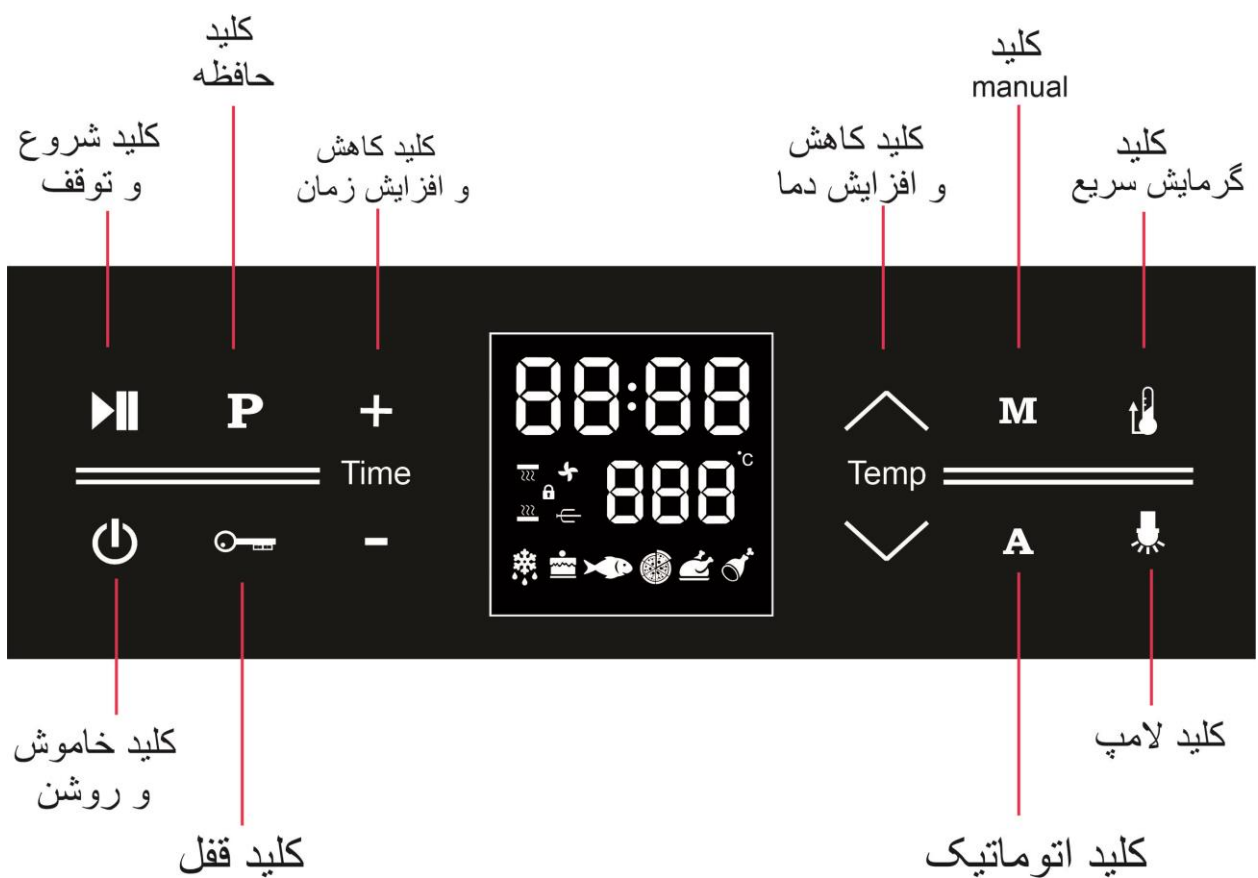 کلید
حافظه
کلید
manual
کلید شروع
و توقف
کلید کاهش
و افزایش زمان
کلید کاهش
و افزایش دما
کلید
گرمایش سریع
P
+
M
88:88
Time
888
°C
Temp
-
A
کلید خاموش
و روشن
کلید لامپ
کلید قفل
کلید اتوماتیک